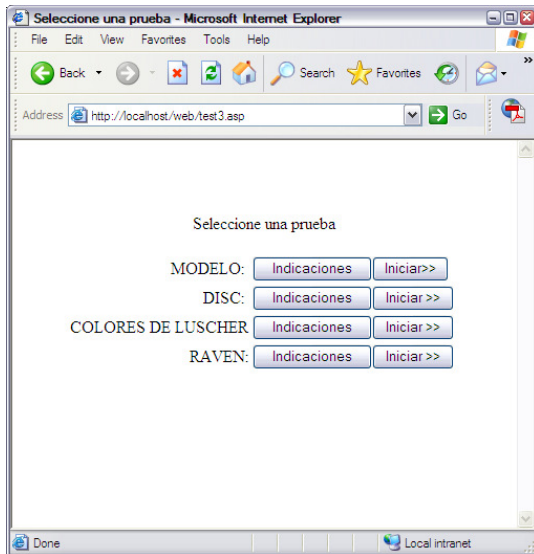 Seleccione una prueba - Microsoft Internet Explorer
File Edit View Favorites Tools Help
Back Search Favorites »
Address http://localhost/web/test3.asp Go
Seleccione una prueba
MODELO: Indicaciones Iniciar>>
DISC: Indicaciones Iniciar >>
COLORES DE LUSCHER Indicaciones Iniciar >>
RAVEN: Indicaciones Iniciar >>
Done Local intranet